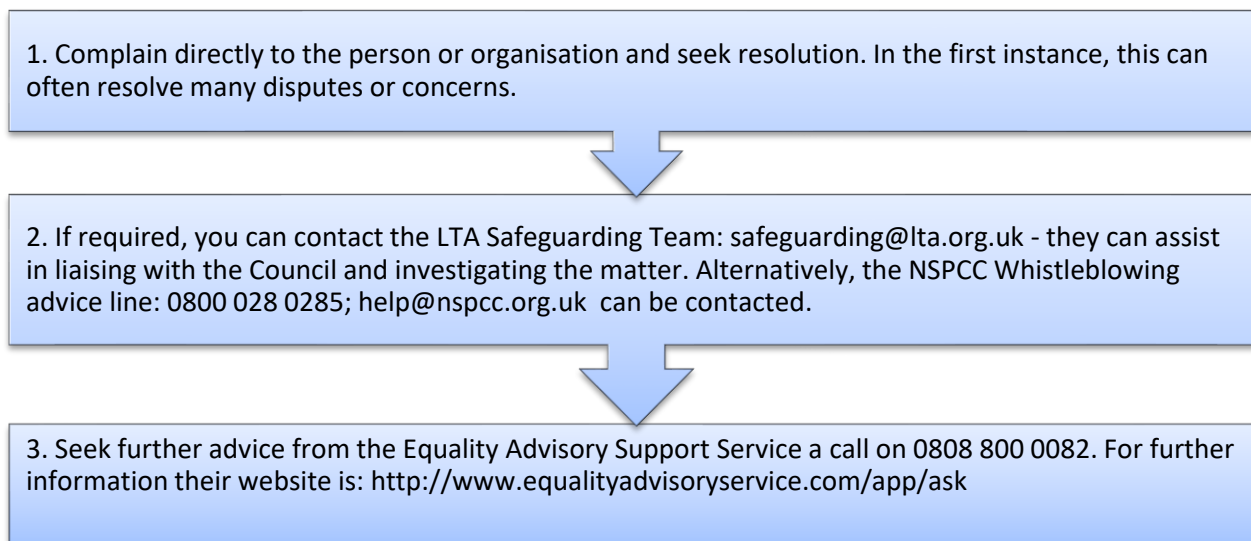 1. Complain directly to the person or organisation and seek resolution. In the first instance, this can
often resolve many disputes or concerns.
2. If required, you can contact the LTA Safeguarding Team: safeguarding@lta.org.uk - they can assist
in liaising with the Council and investigating the matter. Alternatively, the NSPCC Whistleblowing
advice line: 0800 028 0285; help@nspcc.org.uk can be contacted.
3. Seek further advice from the Equality Advisory Support Service a call on 0808 800 0082. For further
information their website is: http://www.equalityadvisoryservice.com/app/ask